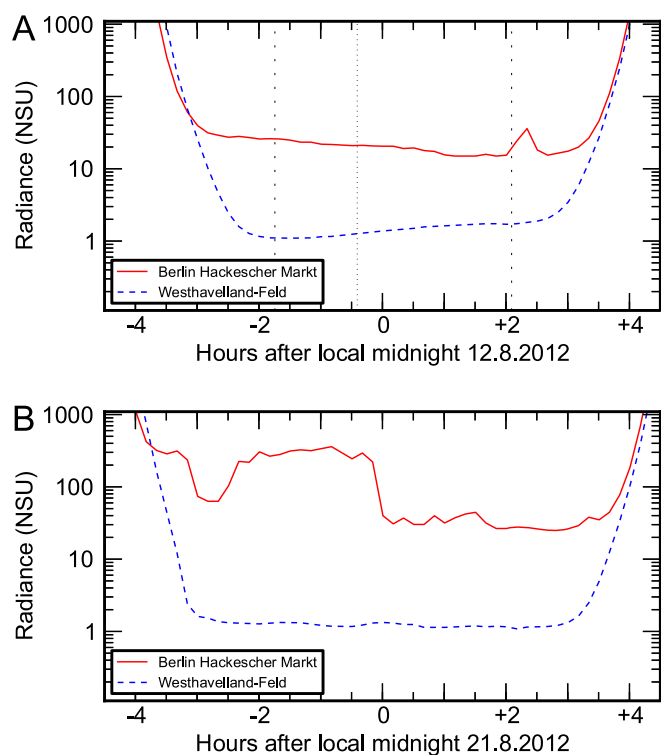 A
1000
100
10
1
Radiance (NSU)
Berlin Hackescher Markt
Westhavelland-Feld
-4 -2 0 +2 +4
Hours after local midnight 12.8.2012
B
1000
100
10
1
Radiance (NSU)
Berlin Hackescher Markt
Westhavelland-Feld
-4 -2 0 +2 +4
Hours after local midnight 21.8.2012